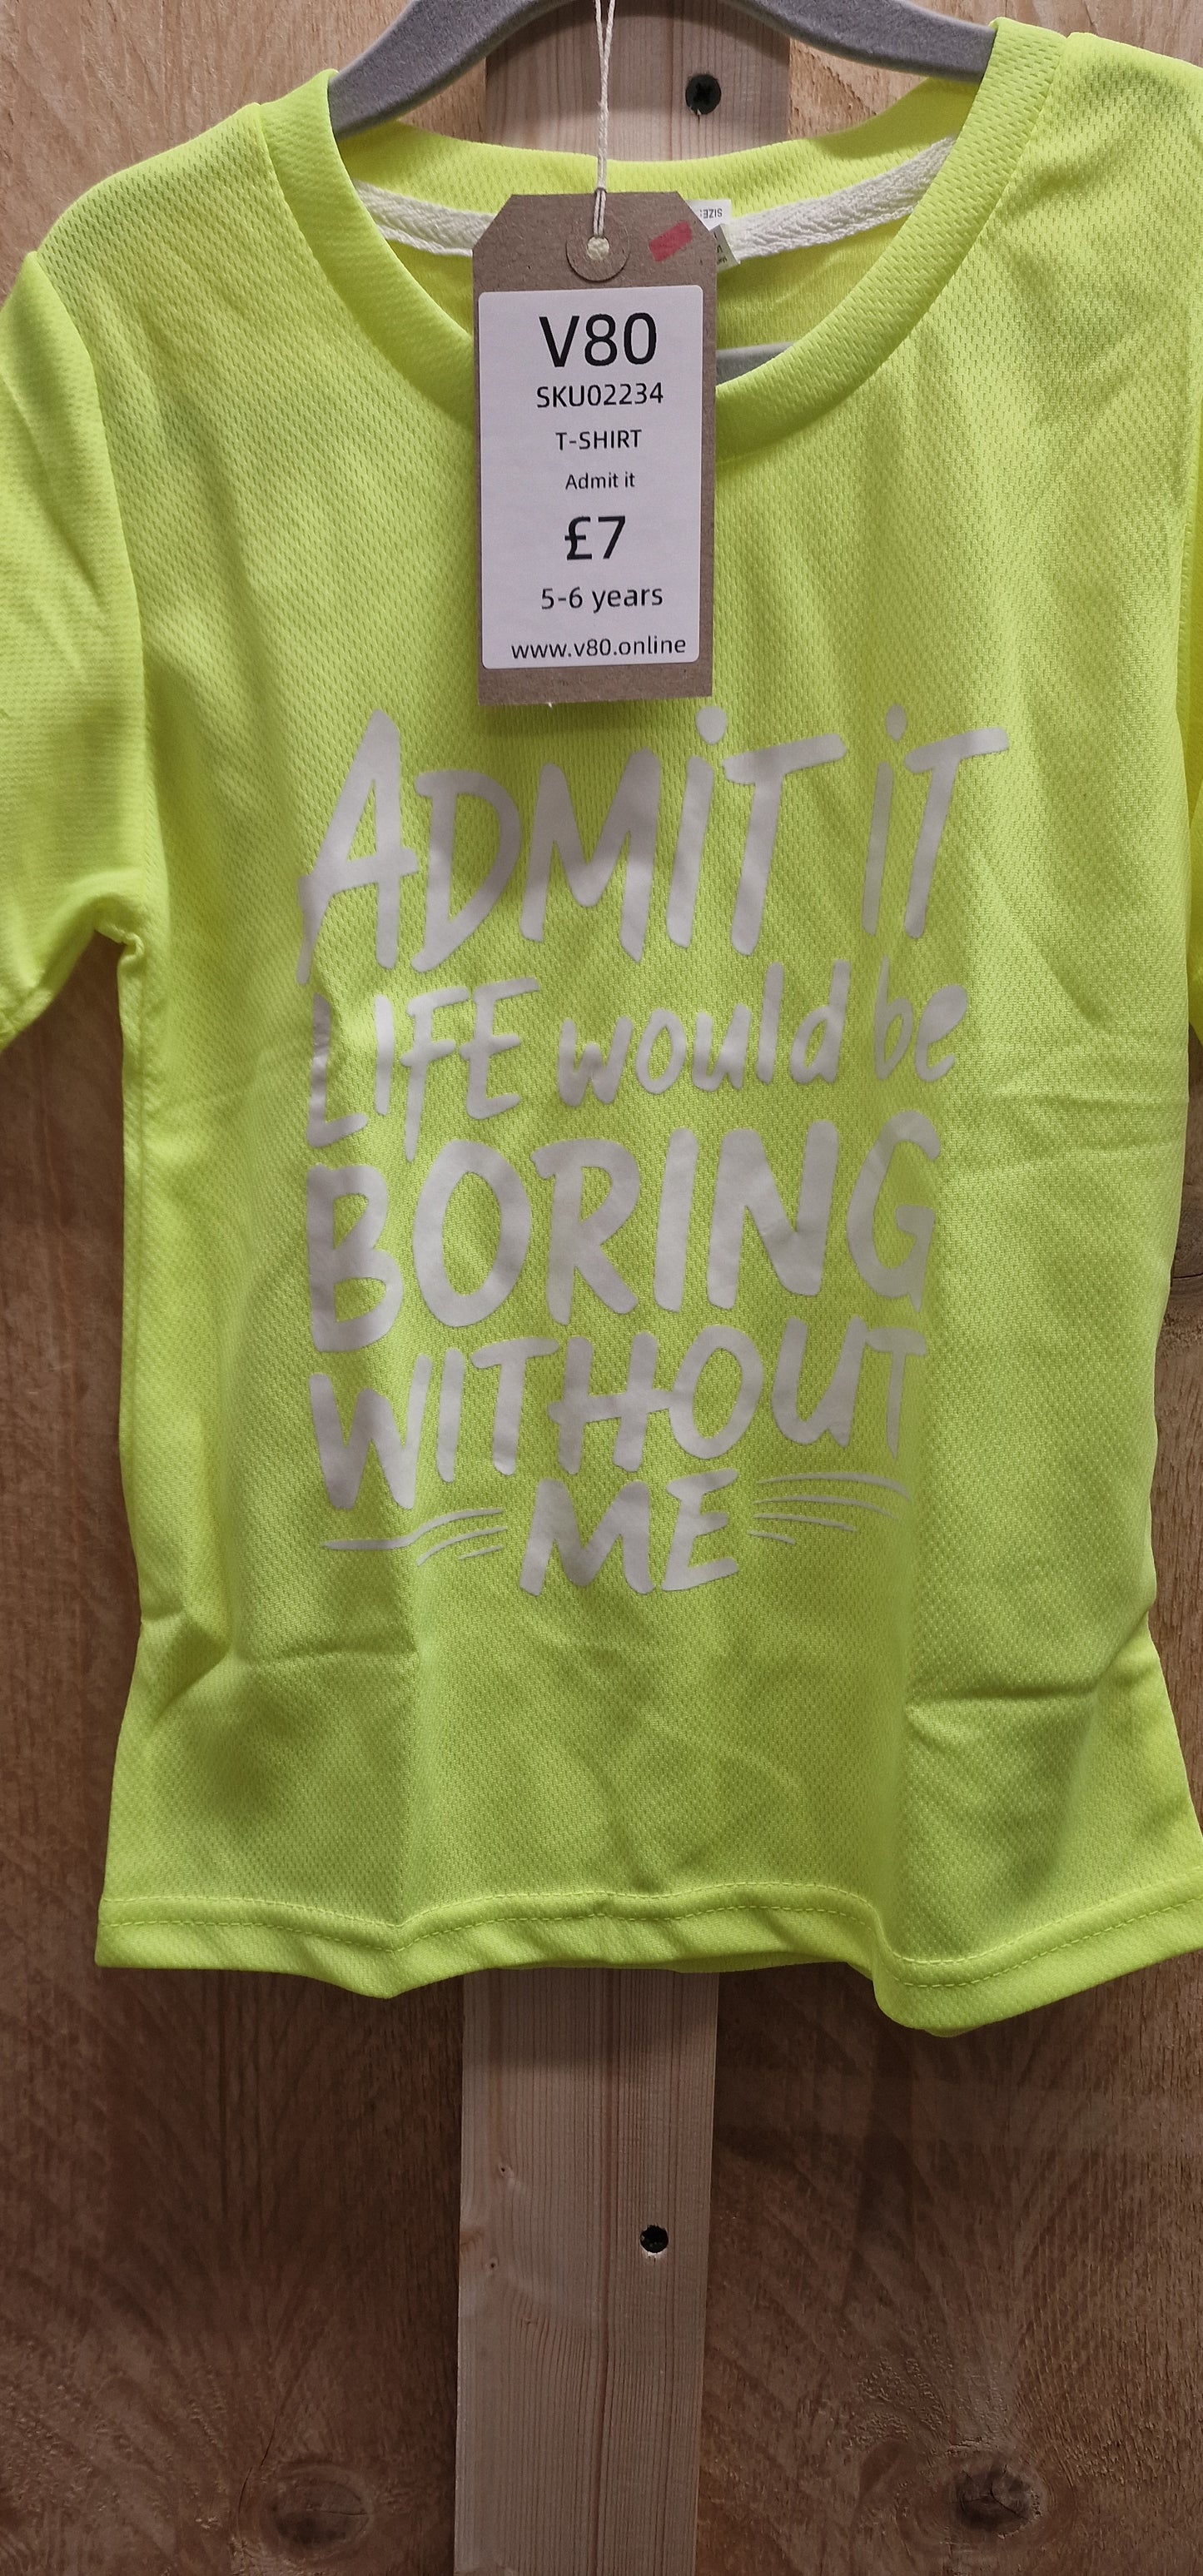 SIZE:
V80
SKU02234
T-SHIRT
Admit it
£7
5-6 years
www.v80.online
ADMiT iT
LIFE would be
BORING
WITHOUT
ME